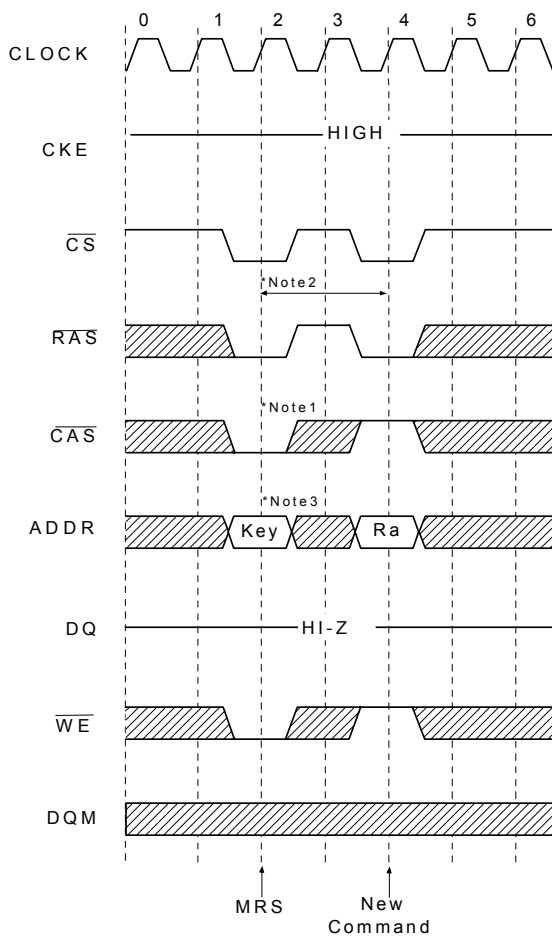 0 1 2 3 4 5 6
CLOCK
HIGH
CKE
CS
*Note2
RAS
*Note1
CAS
*Note3
ADDR
Key
Ra
DQ
HI-Z
WE
DQM
MRS
New
Command